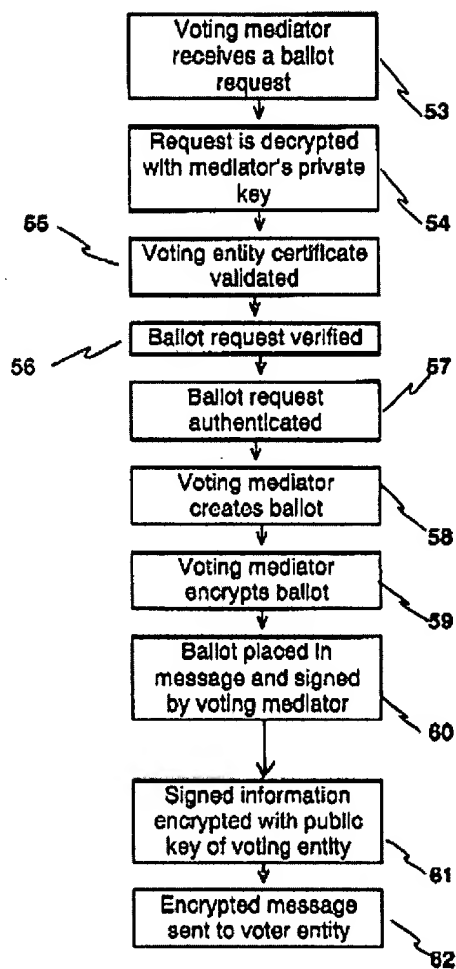 Voting mediator
receives a ballot
request
53
Request is decrypted
with mediator's private
key
54
55
Voting entity certificate
validated
Ballot request verified
56
57
Ballot request
authenticated
Voting mediator
creates ballot
58
Voting mediator
encrypts ballot
59
Ballot placed in
message and signed
by voting mediator
60
Signed information
encrypted with public
key of voting entity
61
Encrypted message
sent to voter entity
62